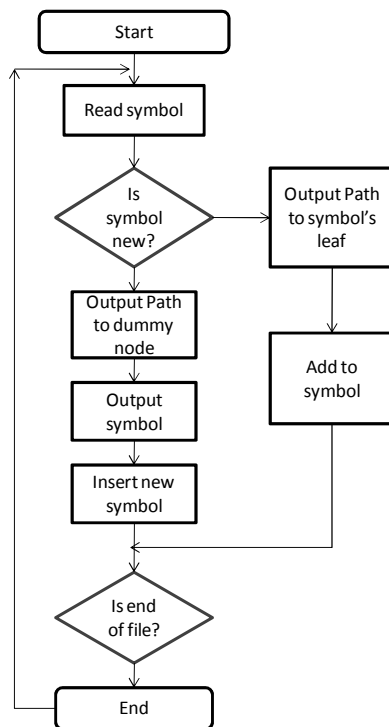 Start
Read symbol
Is
symbol
new?
Output Path
to symbol's
leaf
Output Path
to dummy
node
Add to
symbol
Output
symbol
Insert new
symbol
Is end
of file?
End